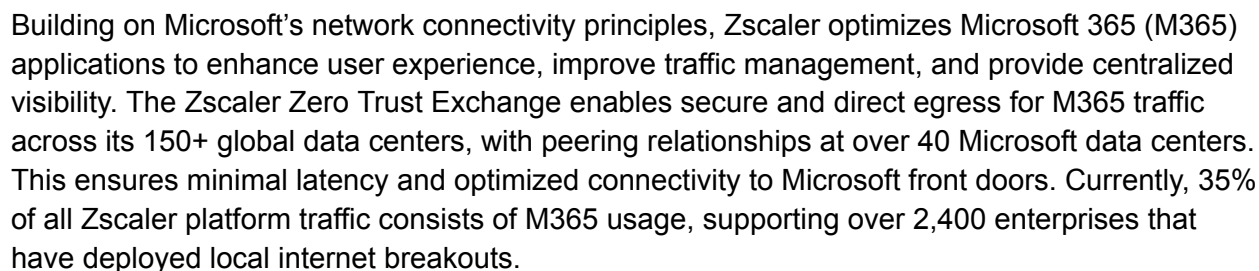 Building on Microsoft’s network connectivity principles, Zscaler optimizes Microsoft 365 (M365)
applications to enhance user experience, improve traffic management, and provide centralized
visibility. The Zscaler Zero Trust Exchange enables secure and direct egress for M365 traffic
across its 150+ global data centers, with peering relationships at over 40 Microsoft data centers.
This ensures minimal latency and optimized connectivity to Microsoft front doors. Currently, 35%
of all Zscaler platform traffic consists of M365 usage, supporting over 2,400 enterprises that
have deployed local internet breakouts.